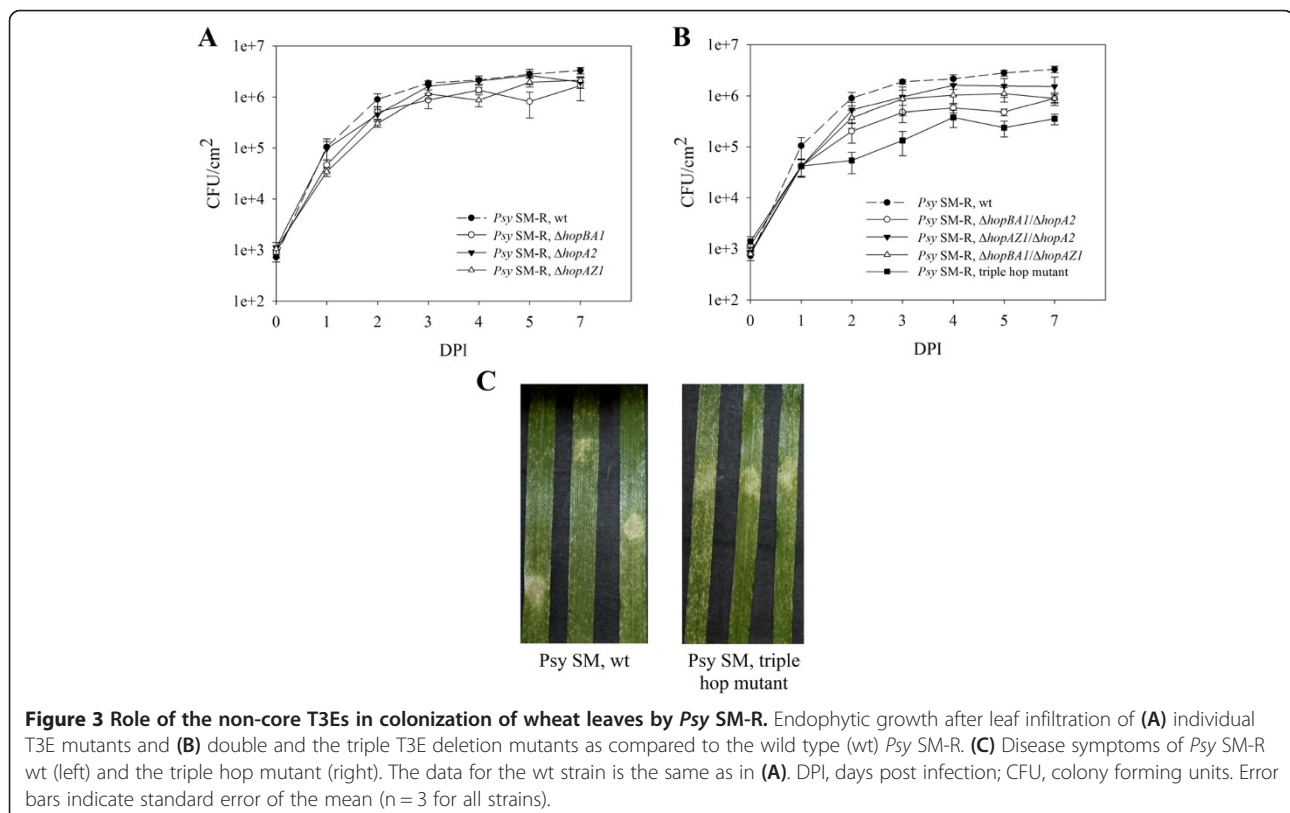 A
B
1e+7
1e+6
1e+5
1e+4
1e+3
1e+2
CFU/cm²
0 1 2 3 4 5 7
DPI
Psy SM-R, wt
Psy SM-R, ΔhopBA1
Psy SM-R, ΔhopA2
Psy SM-R, ΔhopAZ1
1e+7
1e+6
1e+5
1e+4
1e+3
1e+2
CFU/cm²
0 1 2 3 4 5 7
DPI
Psy SM-R, wt
Psy SM-R, ΔhopBA1/ΔhopA2
Psy SM-R, ΔhopAZ1/ΔhopA2
Psy SM-R, ΔhopBA1/ΔhopAZ1
Psy SM-R, triple hop mutant
C
Psy SM, wt
Psy SM, triple
hop mutant
Figure 3 Role of the non-core T3Es in colonization of wheat leaves by Psy SM-R. Endophytic growth after leaf infiltration of (A) individual
T3E mutants and (B) double and the triple T3E deletion mutants as compared to the wild type (wt) Psy SM-R. (C) Disease symptoms of Psy SM-R
wt (left) and the triple hop mutant (right). The data for the wt strain is the same as in (A). DPI, days post infection; CFU, colony forming units. Error
bars indicate standard error of the mean (n = 3 for all strains).